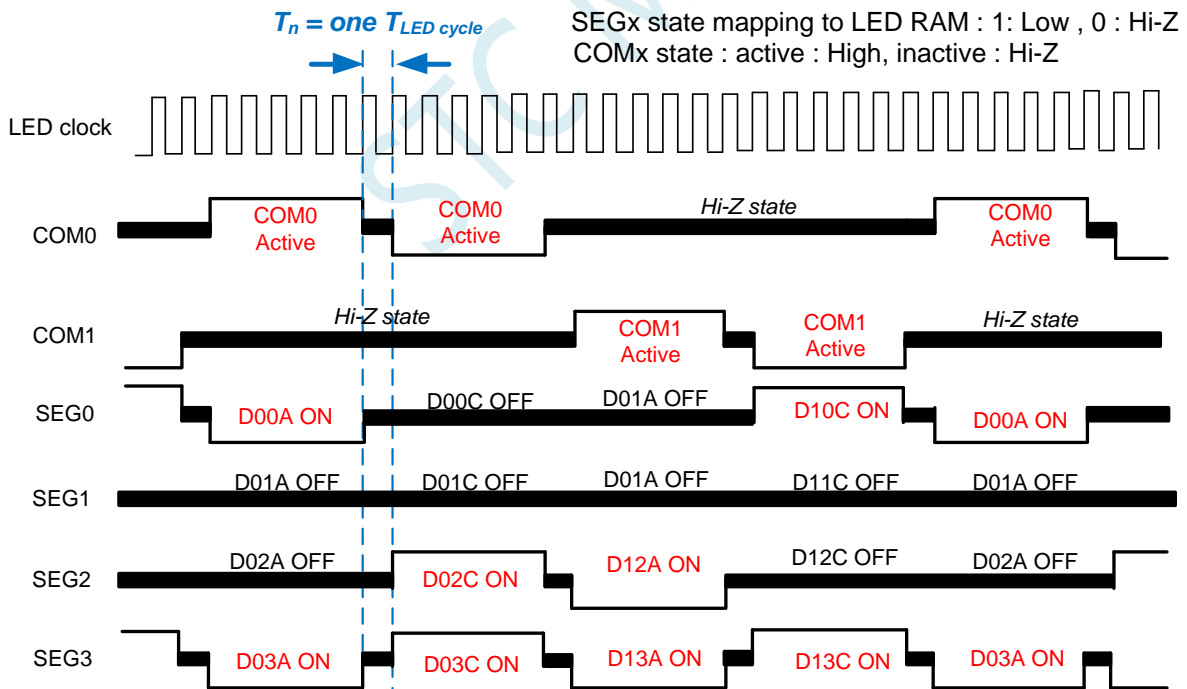 Tn = one TLED cycle
SEGx state mapping to LED RAM : 1: Low , 0 : Hi-Z
COMx state : active : High, inactive : Hi-Z
LED clock
COM0
COM0 Active
COM0 Active
Hi-Z state
COM0 Active
COM1
Hi-Z state
COM1 Active
COM1 Active
Hi-Z state
SEG0
D00A ON
D00C OFF
D01A OFF
D10C ON
D00A ON
SEG1
D01A OFF
D01C OFF
D01A OFF
D11C OFF
D01A OFF
SEG2
D02A OFF
D02C ON
D12A ON
D12C OFF
D02A OFF
SEG3
D03A ON
D03C ON
D13A ON
D13C ON
D03A ON
STC